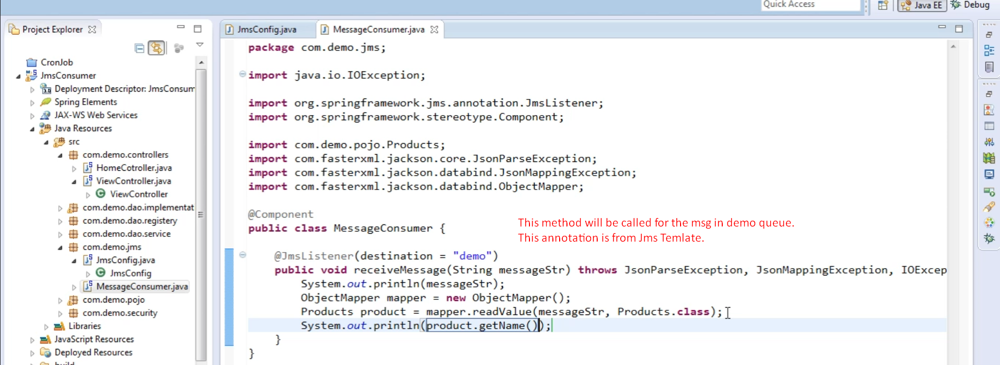 Quick Access
Java EE
Debug
Project Explorer
CronJob
JmsConsumer
Deployment Descriptor: JmsConsum
Spring Elements
JAX-WS Web Services
Java Resources
src
com.demo.controllers
HomeCotroller.java
ViewController.java
ViewController
com.demo.dao.implementat
com.demo.dao.registery
com.demo.dao.service
com.demo.jms
JmsConfig.java
JmsConfig
MessageConsumer.java
com.demo.pojo
com.demo.security
Libraries
JavaScript Resources
Deployed Resources
build
JmsConfig.java
MessageConsumer.java
package com.demo.jms;
import java.io.IOException;
import org.springframework.jms.annotation.JmsListener;
import org.springframework.stereotype.Component;
import com.demo.pojo.Products;
import com.fasterxml.jackson.core.JsonParseException;
import com.fasterxml.jackson.databind.JsonMappingException;
import com.fasterxml.jackson.databind.ObjectMapper;
@Component
public class MessageConsumer {
This method will be called for the msg in demo queue.
This annotation is from Jms Temlate.
@JmsListener(destination = "demo")
public void receiveMessage(String messageStr) throws JsonParseException, JsonMappingException, IOExcep
System.out.println(messageStr);
ObjectMapper mapper = new ObjectMapper();
Products product = mapper.readValue(messageStr, Products.class);
System.out.println(product.getName());
}
}